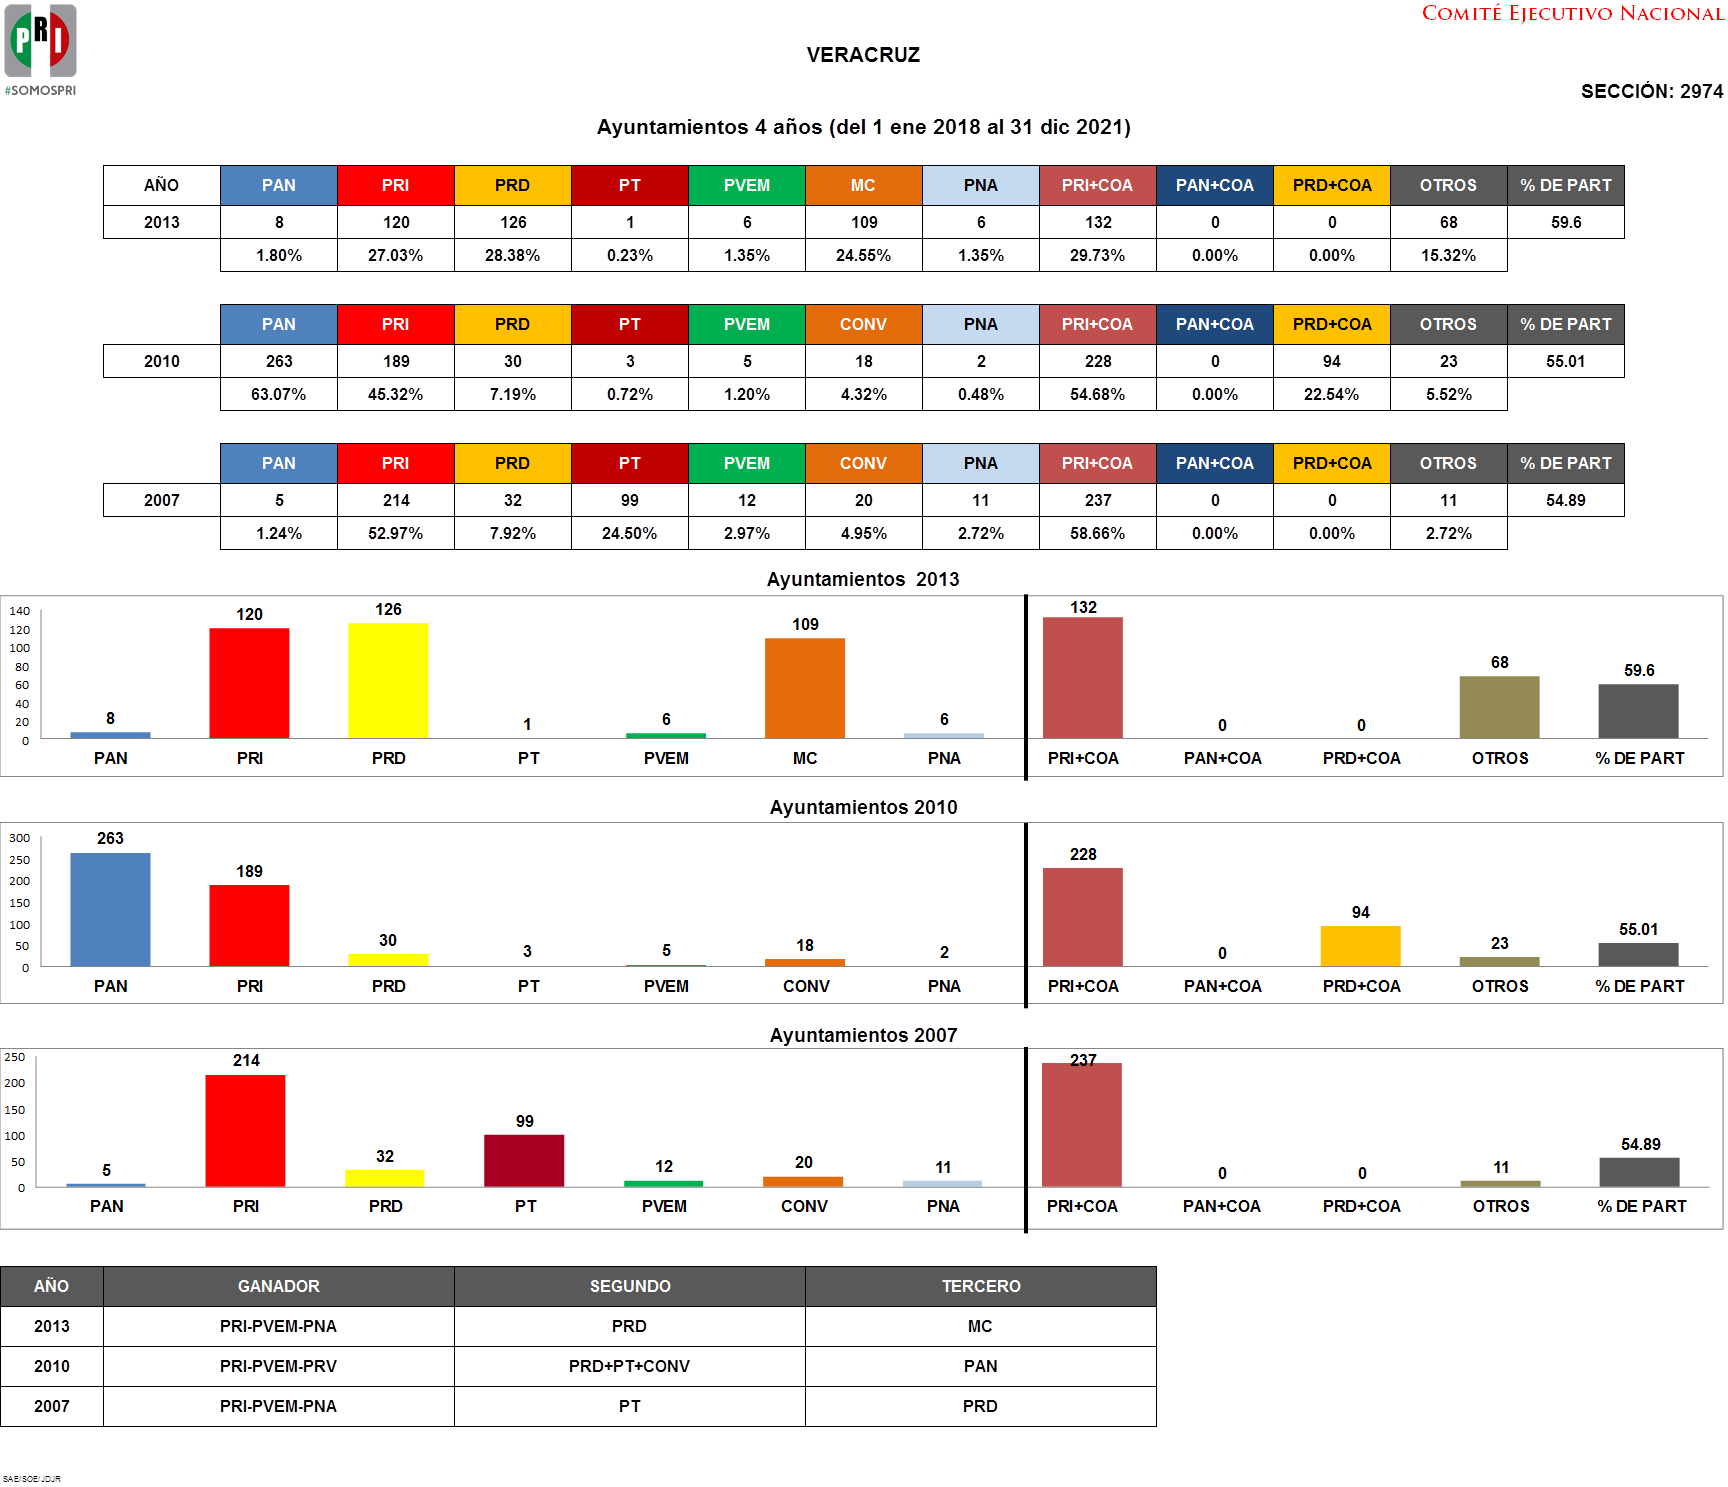 PRI
#SOMOSPRI
COMITÉ EJECUTIVO NACIONAL
VERACRUZ
SECCIÓN: 2974
Ayuntamientos 4 años (del 1 ene 2018 al 31 dic 2021)
AÑO PAN PRI PRD PT PVEM MC PNA PRI+COA PAN+COA PRD+COA OTROS % DE PART
2013 8 120 126 1 6 109 6 132 0 0 68 59.6
1.80% 27.03% 28.38% 0.23% 1.35% 24.55% 1.35% 29.73% 0.00% 0.00% 15.32%
PAN PRI PRD PT PVEM CONV PNA PRI+COA PAN+COA PRD+COA OTROS % DE PART
2010 263 189 30 3 5 18 2 228 0 94 23 55.01
63.07% 45.32% 7.19% 0.72% 1.20% 4.32% 0.48% 54.68% 0.00% 22.54% 5.52%
PAN PRI PRD PT PVEM CONV PNA PRI+COA PAN+COA PRD+COA OTROS % DE PART
2007 5 214 32 99 12 20 11 237 0 0 11 54.89
1.24% 52.97% 7.92% 24.50% 2.97% 4.95% 2.72% 58.66% 0.00% 0.00% 2.72%
Ayuntamientos 2013
140
120
100
80
60
40
20
0
8 120 126 1 6 109 6 132 0 0 68 59.6
PAN PRI PRD PT PVEM MC PNA PRI+COA PAN+COA PRD+COA OTROS % DE PART
Ayuntamientos 2010
300
250
200
150
100
50
0
263 189 30 3 5 18 2 228 0 94 23 55.01
PAN PRI PRD PT PVEM CONV PNA PRI+COA PAN+COA PRD+COA OTROS % DE PART
Ayuntamientos 2007
250
200
150
100
50
0
5 214 32 99 12 20 11 237 0 0 11 54.89
PAN PRI PRD PT PVEM CONV PNA PRI+COA PAN+COA PRD+COA OTROS % DE PART
AÑO GANADOR SEGUNDO TERCERO
2013 PRI-PVEM-PNA PRD MC
2010 PRI-PVEM-PRV PRD+PT+CONV PAN
2007 PRI-PVEM-PNA PT PRD
SAE/SOE/JDJR